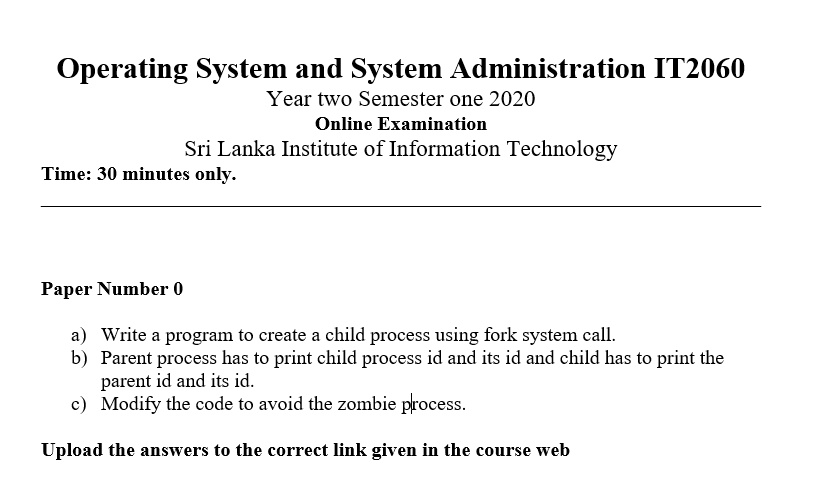 Operating System and System Administration IT2060
Year two Semester one 2020
Online Examination
Sri Lanka Institute of Information Technology
Time: 30 minutes only.
Paper Number 0
a) Write a program to create a child process using fork system call.
b) Parent process has to print child process id and its id and child has to print the
parent id and its id.
c) Modify the code to avoid the zombie process.
Upload the answers to the correct link given in the course web